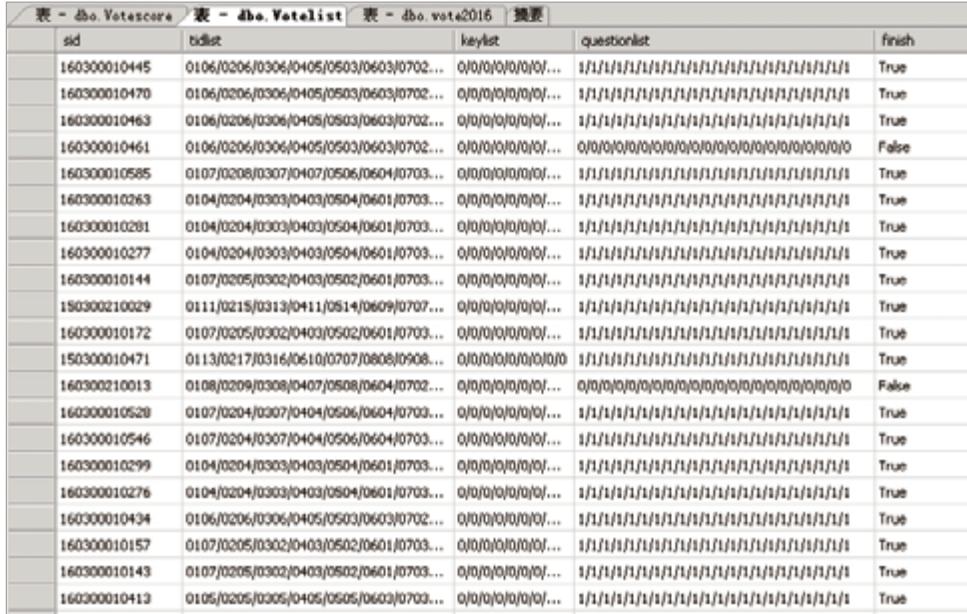 表 - dbo.Votescore 表 - dbo.Votelist 表 - dbo.vote2016 摘要
sid tidlist keylist questionlist finish
160300010445 0106/0206/0306/0405/0503/0603/0702... 0/0/0/0/0/0/0/... 1/1/1/1/1/1/1/1/1/1/1/1/1/1/1/1/1/1/1/1/1 True
160300010470 0106/0206/0306/0405/0503/0603/0702... 0/0/0/0/0/0/0/... 1/1/1/1/1/1/1/1/1/1/1/1/1/1/1/1/1/1/1/1/1 True
160300010463 0106/0206/0306/0405/0503/0603/0702... 0/0/0/0/0/0/0/... 1/1/1/1/1/1/1/1/1/1/1/1/1/1/1/1/1/1/1/1/1 True
160300010461 0106/0206/0306/0405/0503/0603/0702... 0/0/0/0/0/0/0/... 0/0/0/0/0/0/0/0/0/0/0/0/0/0/0/0/0/0/0/0/0 False
160300010585 0107/0208/0307/0407/0506/0604/0703... 0/0/0/0/0/0/0/... 1/1/1/1/1/1/1/1/1/1/1/1/1/1/1/1/1/1/1/1/1 True
160300010263 0104/0204/0303/0403/0504/0601/0703... 0/0/0/0/0/0/0/... 1/1/1/1/1/1/1/1/1/1/1/1/1/1/1/1/1/1/1/1/1 True
160300010281 0104/0204/0303/0403/0504/0601/0703... 0/0/0/0/0/0/0/... 1/1/1/1/1/1/1/1/1/1/1/1/1/1/1/1/1/1/1/1/1 True
160300010277 0104/0204/0303/0403/0504/0601/0703... 0/0/0/0/0/0/0/... 1/1/1/1/1/1/1/1/1/1/1/1/1/1/1/1/1/1/1/1/1 True
160300010144 0107/0205/0302/0403/0502/0601/0703... 0/0/0/0/0/0/0/... 1/1/1/1/1/1/1/1/1/1/1/1/1/1/1/1/1/1/1/1/1 True
150300210029 0111/0215/0313/0411/0514/0609/0707... 0/0/0/0/0/0/0/... 1/1/1/1/1/1/1/1/1/1/1/1/1/1/1/1/1/1/1/1/1 True
160300010172 0107/0205/0302/0403/0502/0601/0703... 0/0/0/0/0/0/0/... 1/1/1/1/1/1/1/1/1/1/1/1/1/1/1/1/1/1/1/1/1 True
150300010471 0113/0217/0316/0610/0707/0808/0908... 0/0/0/0/0/0/0/0/0 1/1/1/1/1/1/1/1/1/1/1/1/1/1/1/1/1/1/1/1/1 True
160300210013 0108/0209/0308/0407/0508/0604/0702... 0/0/0/0/0/0/0/... 0/0/0/0/0/0/0/0/0/0/0/0/0/0/0/0/0/0/0/0/0 False
160300010528 0107/0204/0307/0404/0506/0604/0703... 0/0/0/0/0/0/0/... 1/1/1/1/1/1/1/1/1/1/1/1/1/1/1/1/1/1/1/1/1 True
160300010546 0107/0204/0307/0404/0506/0604/0703... 0/0/0/0/0/0/0/... 1/1/1/1/1/1/1/1/1/1/1/1/1/1/1/1/1/1/1/1/1 True
160300010299 0104/0204/0303/0403/0504/0601/0703... 0/0/0/0/0/0/0/... 1/1/1/1/1/1/1/1/1/1/1/1/1/1/1/1/1/1/1/1/1 True
160300010276 0104/0204/0303/0403/0504/0601/0703... 0/0/0/0/0/0/0/... 1/1/1/1/1/1/1/1/1/1/1/1/1/1/1/1/1/1/1/1/1 True
160300010434 0106/0206/0306/0405/0503/0603/0702... 0/0/0/0/0/0/0/... 1/1/1/1/1/1/1/1/1/1/1/1/1/1/1/1/1/1/1/1/1 True
160300010157 0107/0205/0302/0403/0502/0601/0703... 0/0/0/0/0/0/0/... 1/1/1/1/1/1/1/1/1/1/1/1/1/1/1/1/1/1/1/1/1 True
160300010143 0107/0205/0302/0403/0502/0601/0703... 0/0/0/0/0/0/0/... 1/1/1/1/1/1/1/1/1/1/1/1/1/1/1/1/1/1/1/1/1 True
160300010413 0105/0205/0305/0405/0505/0603/0702... 0/0/0/0/0/0/0/... 1/1/1/1/1/1/1/1/1/1/1/1/1/1/1/1/1/1/1/1/1 True